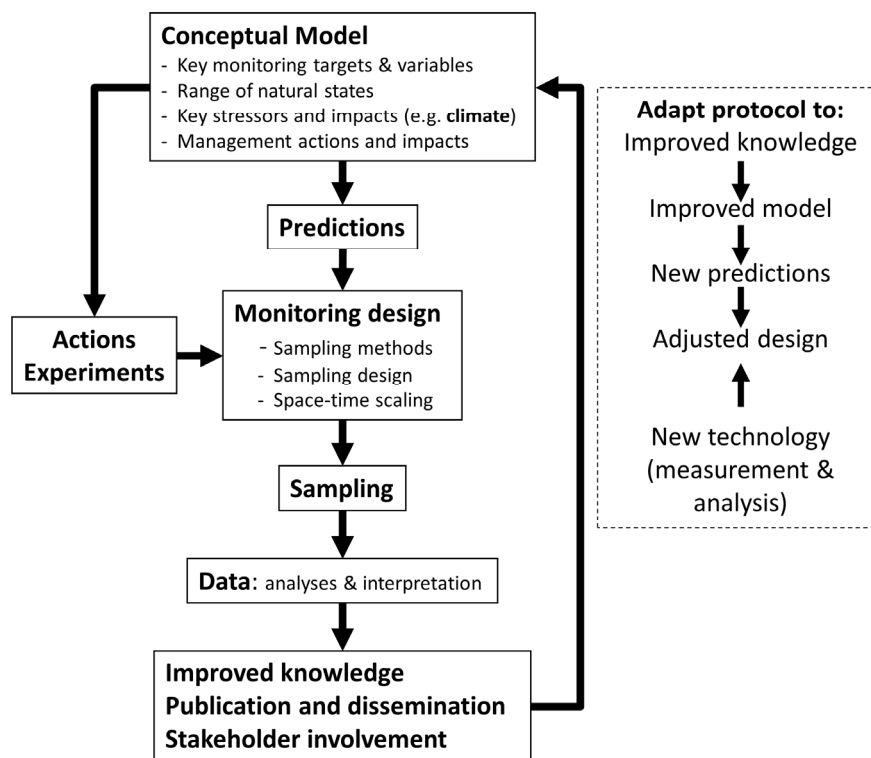 Conceptual Model
- Key monitoring targets & variables
- Range of natural states
- Key stressors and impacts (e.g. climate)
- Management actions and impacts
Predictions
Monitoring design
- Sampling methods
- Sampling design
- Space-time scaling
Actions
Experiments
Sampling
Data: analyses & interpretation
Improved knowledge
Publication and dissemination
Stakeholder involvement
Adapt protocol to:
Improved knowledge
Improved model
New predictions
Adjusted design
New technology
(measurement &
analysis)